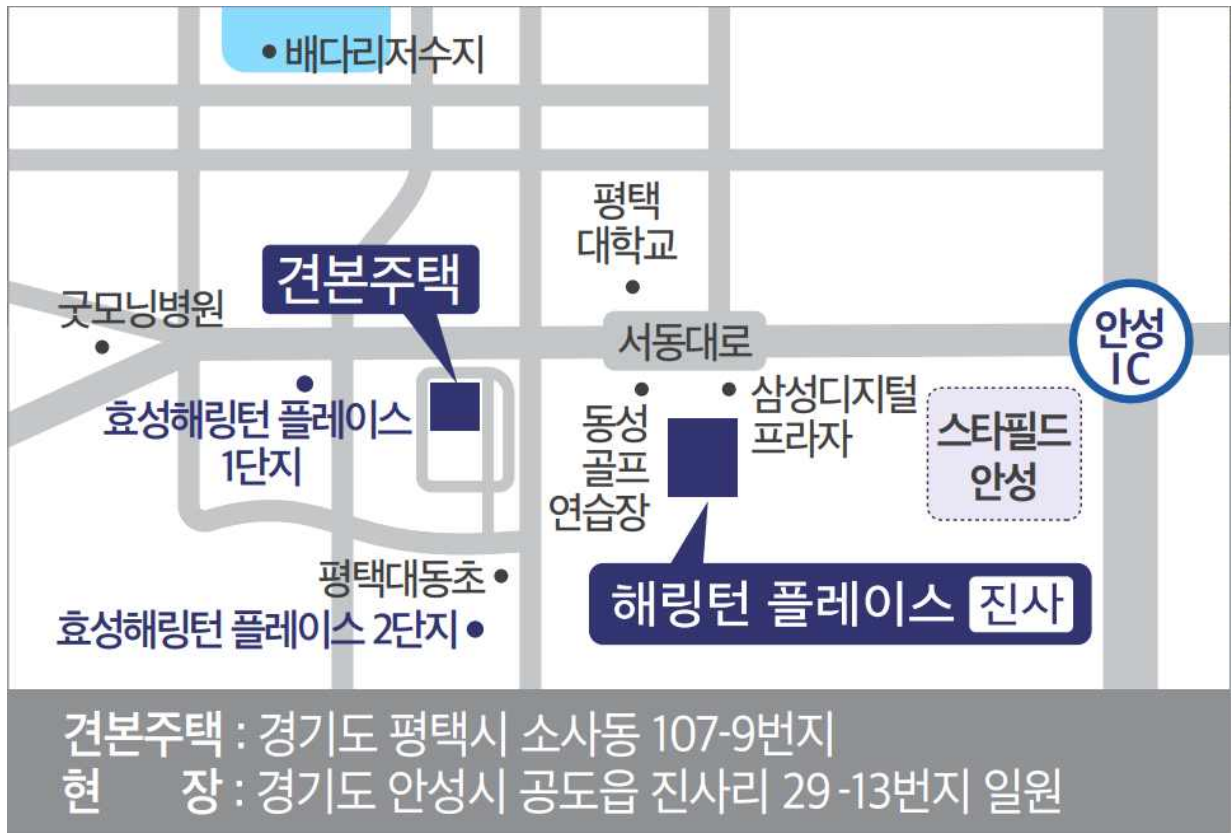 배다리저수지
평택
대학교
견본주택
굿모닝병원
서동대로
안성
IC
효성해링턴 플레이스
1단지
동성
골프
연습장
삼성디지털
프라자
스타필드
안성
평택대동초
해링턴 플레이스 진사
효성해링턴 플레이스 2단지
견본주택 : 경기도 평택시 소사동 107-9번지
현 장 : 경기도 안성시 공도읍 진사리 29-13번지 일원